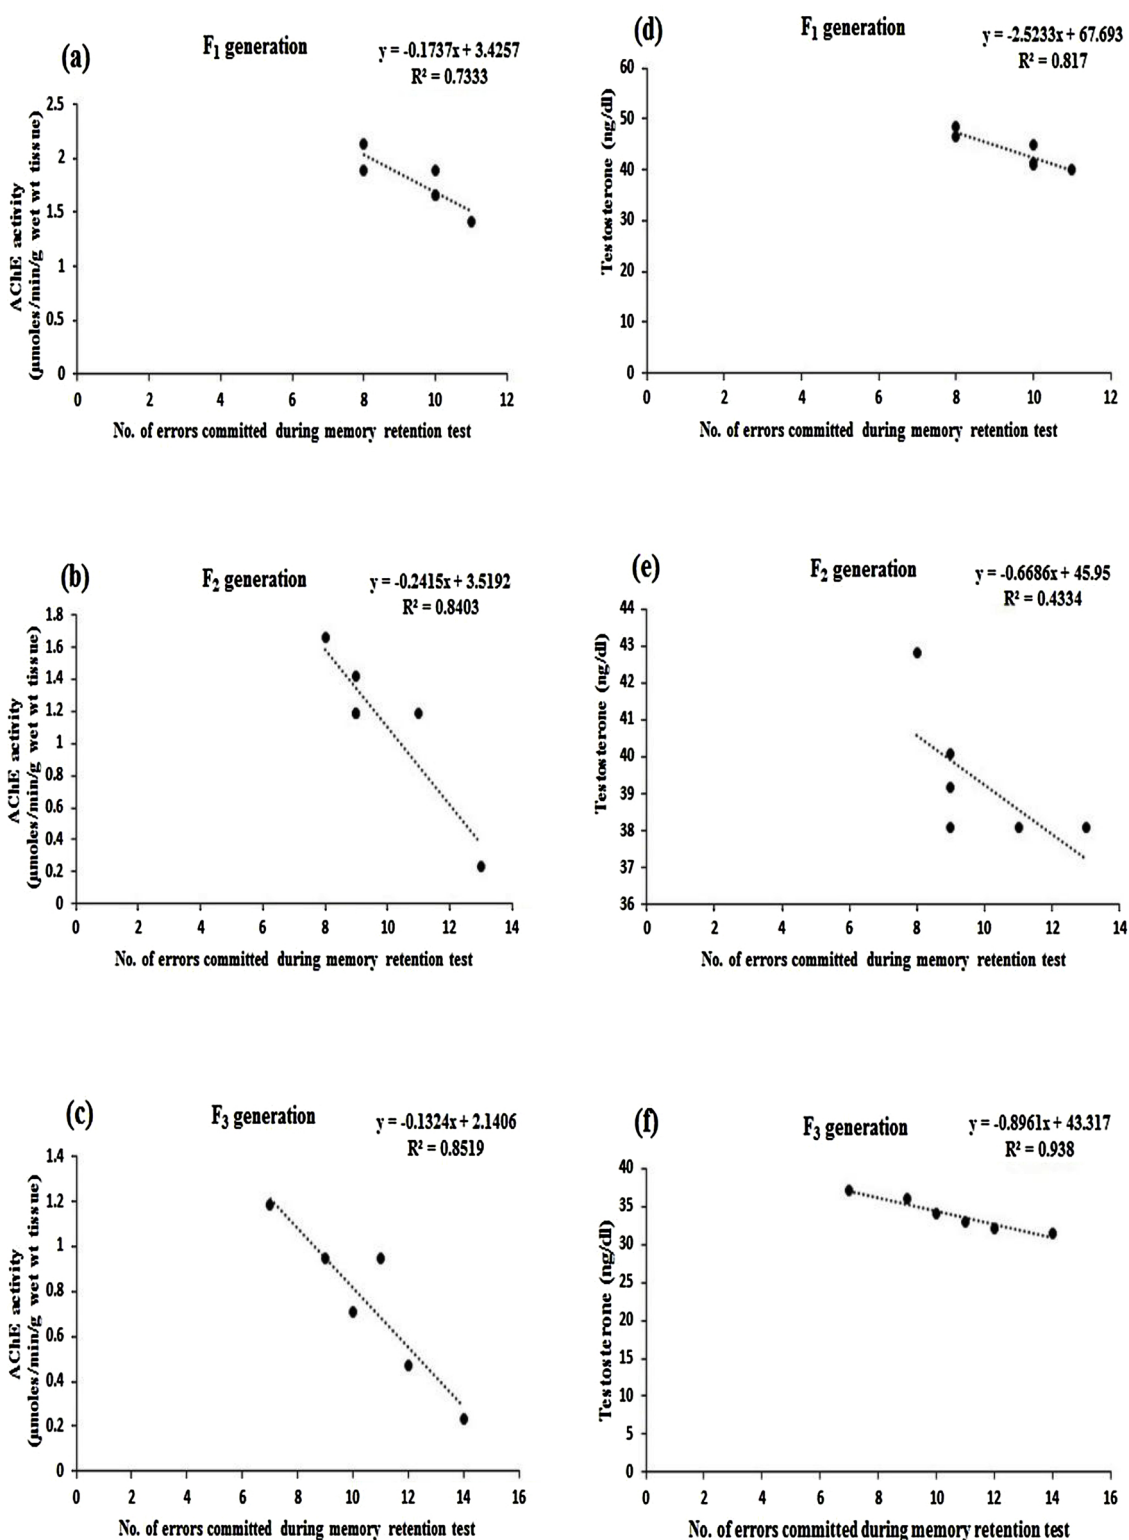 (a)
F₁ generation
y = -0.1737x + 3.4257
R² = 0.7333
AChE activity
(µmoles/min/g wet wt tissue)
2.5
2
1.5
1
0.5
0
0 2 4 6 8 10 12
No. of errors committed during memory retention test
(d)
F₁ generation
y = -2.5233x + 67.693
R² = 0.817
Testosterone (ng/dl)
60
50
40
30
20
10
0
0 2 4 6 8 10 12
No. of errors committed during memory retention test
(b)
F₂ generation
y = -0.2415x + 3.5192
R² = 0.8403
AChE activity
(µmoles/min/g wet wt tissue)
1.8
1.6
1.4
1.2
1
0.8
0.6
0.4
0.2
0
0 2 4 6 8 10 12 14
No. of errors committed during memory retention test
(e)
F₂ generation
y = -0.6686x + 45.95
R² = 0.4334
Testosterone (ng/dl)
44
43
42
41
40
39
38
37
36
0 2 4 6 8 10 12 14
No. of errors committed during memory retention test
(c)
F₃ generation
y = -0.1324x + 2.1406
R² = 0.8519
AChE activity
(µmoles/min/g wet wt tissue)
1.4
1.2
1
0.8
0.6
0.4
0.2
0
0 2 4 6 8 10 12 14 16
No. of errors committed during memory retention test
(f)
F₃ generation
y = -0.8961x + 43.317
R² = 0.938
Testosterone (ng/dl)
40
35
30
25
20
15
10
5
0
0 2 4 6 8 10 12 14 16
No. of errors committed during memory retention test